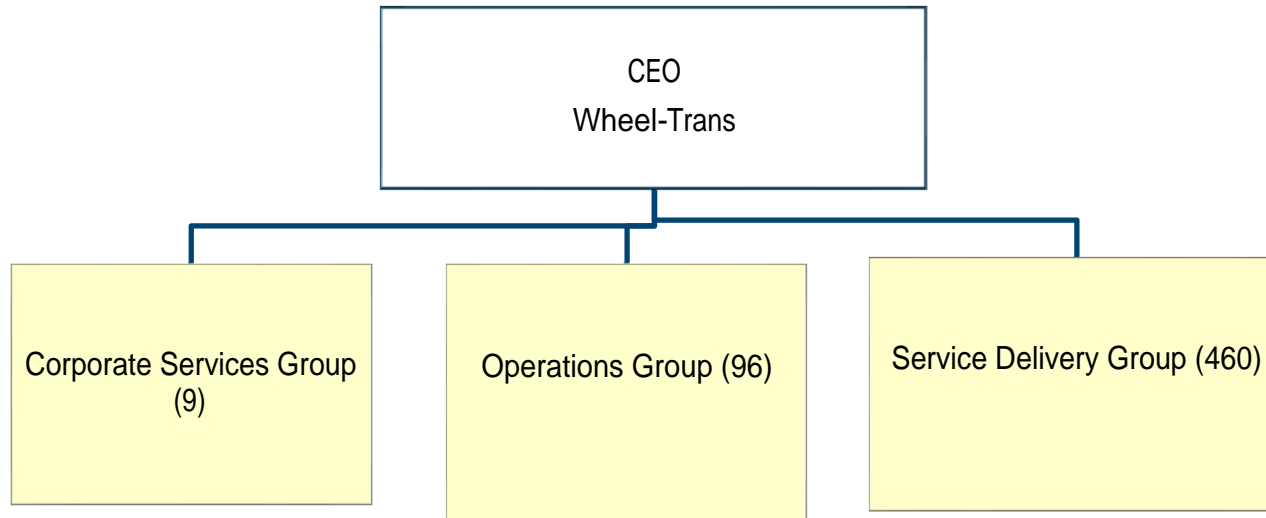 CEO
Wheel-Trans
Corporate Services Group
(9)
Operations Group (96)
Service Delivery Group (460)